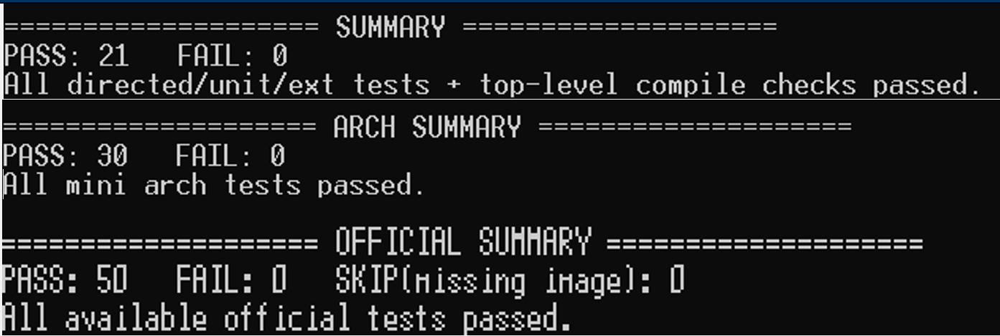 ==================== SUMMARY ====================
PASS: 21   FAIL: 0
All directed/unit/ext tests + top-level compile checks passed.
==================== ARCH SUMMARY ====================
PASS: 30   FAIL: 0
All mini arch tests passed.
==================== OFFICIAL SUMMARY ====================
PASS: 50   FAIL: 0   SKIP(missing image): 0
All available official tests passed.